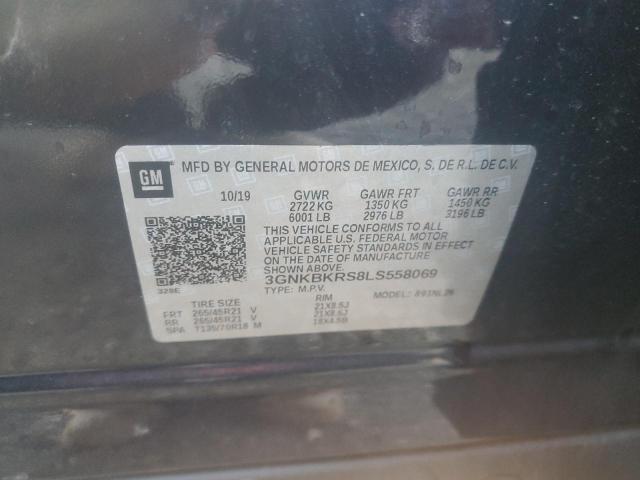 GM MFD BY GENERAL MOTORS DE MEXICO, S. DE R.L. DE C.V.
10/19 GVWR GAWR FRT GAWR RR
2722 KG 1350 KG 1450 KG
6001 LB 2976 LB 3196 LB
THIS VEHICLE CONFORMS TO ALL
APPLICABLE U.S. FEDERAL MOTOR
VEHICLE SAFETY STANDARDS IN EFFECT
ON THE DATE OF MANUFACTURE
SHOWN ABOVE.
3GNKBKRS8LS558069
TYPE: M.P.V. MODEL:
TIRE SIZE RIM
FRT 265/45R21 V 21X8.5J
RR 265/45R21 V 21X8.5J
SPA T135/70R18 M 18X4.5B